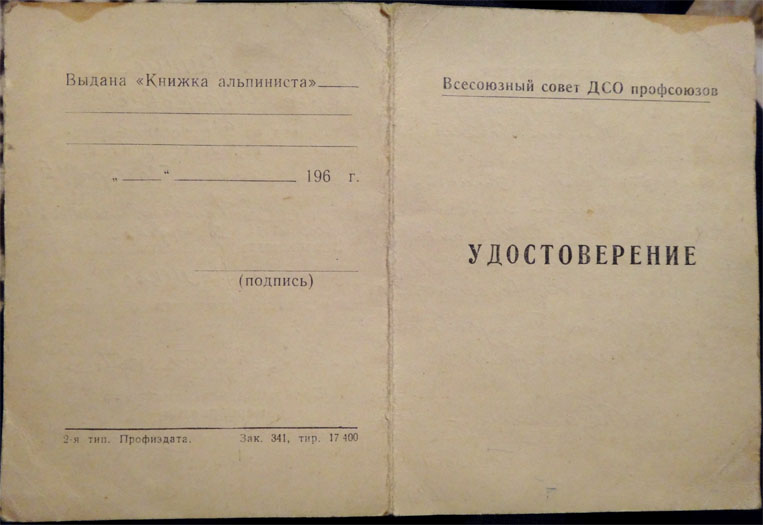 Выдана «Книжка альпиниста»
„ “ 196 г.
(подпись)
2-я тип. Профиздата. Зак. 341, тир. 17 400
Всесоюзный совет ДСО профсоюзов
УДОСТОВЕРЕНИЕ